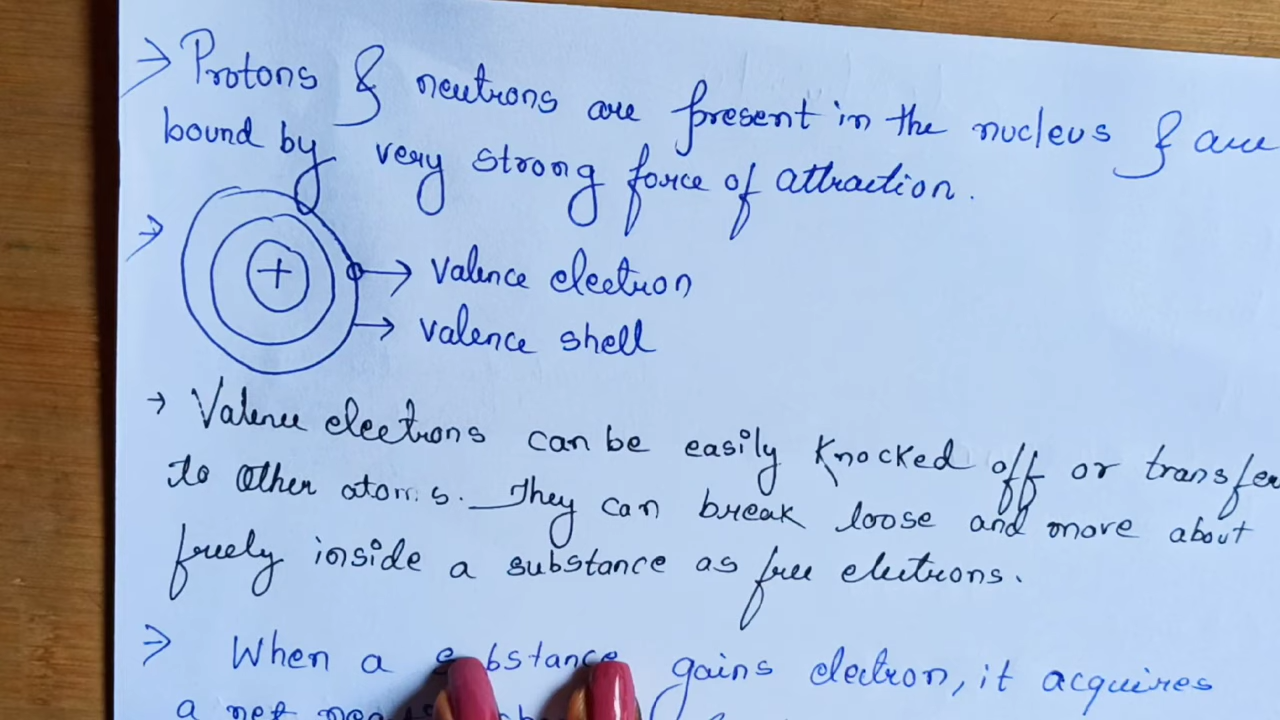 → Protons & neutrons are present in the nucleus & are
bound by very strong force of attraction.
→
+
→ Valence electron
→ Valence shell
→ Valence electrons can be easily knocked off or transfer
to other atoms. They can break loose and more about
freely inside a substance as free electrons.
→ When a substance gains electron, it acquires
a net